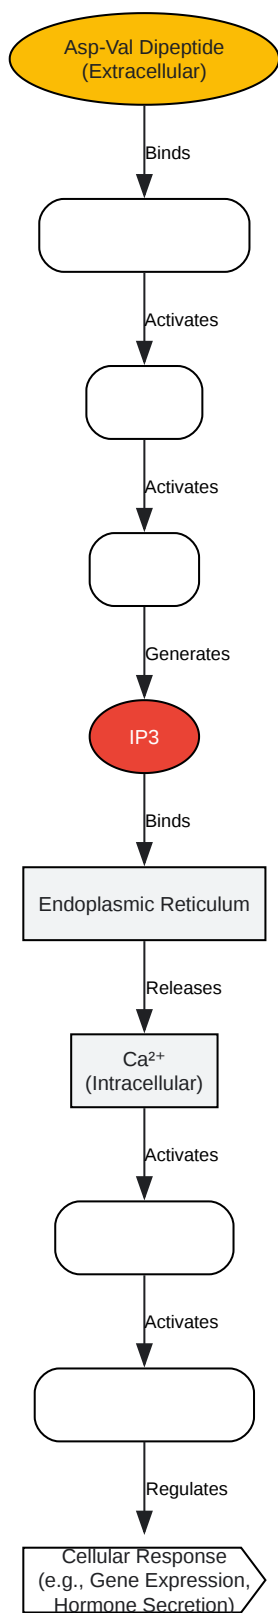 Asp-Val Dipeptide
(Extracellular)
Binds
Activates
Activates
Generates
IP3
Binds
Endoplasmic Reticulum
Releases
Ca²⁺
(Intracellular)
Activates
Activates
Regulates
Cellular Response
(e.g., Gene Expression,
Hormone Secretion)